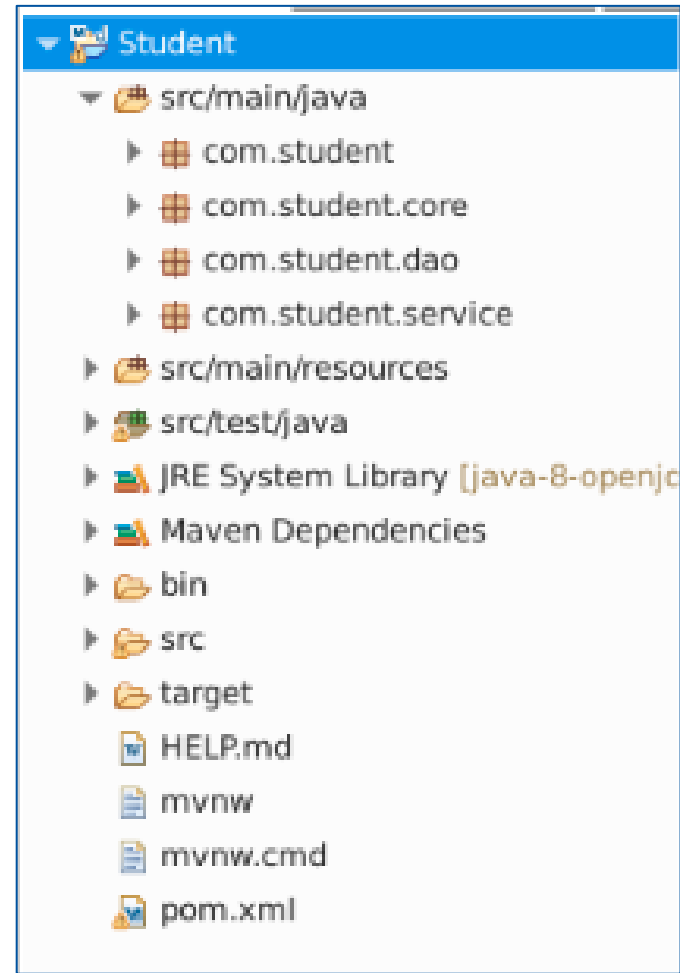 Student
src/main/java
com.student
com.student.core
com.student.dao
com.student.service
src/main/resources
src/test/java
JRE System Library [java-8-openjc
Maven Dependencies
bin
src
target
HELP.md
mvnw
mvnw.cmd
pom.xml